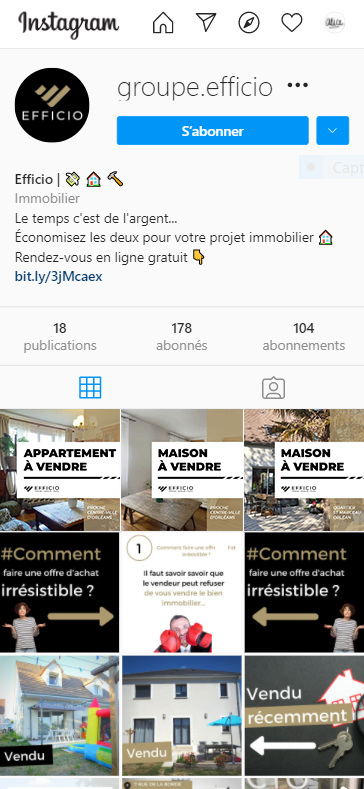 Instagram
groupe.efficio ...
EFFICIO
S'abonner
Capt
Efficio |
Immobilier
Le temps c'est de l'argent...
Économisez les deux pour votre projet immobilier
Rendez-vous en ligne gratuit
bit.ly/3jMcaex
18 178 104
publications abonnés abonnements
APPARTEMENT
À VENDRE
EFFICIO
PROCHE
CENTRE-VILLE
D'ORLÉANS
MAISON
À VENDRE
EFFICIO
PROCHE
CENTRE-VILLE
D'ORLÉANS
MAISON
À VENDRE
EFFICIO
QUARTIER
ST MARCEAU
ORLÉANS
#Comment
faire une offre d'achat
irrésistible ?
1
Comment faire une offre
irrésistible ?
Il faut savoir savoir que
le vendeur peut refuser
de vous vendre le bien
immobilier...
#Comment
faire une offre d'achat
irrésistible ?
Vendu
Vendu
Vendu
récemment